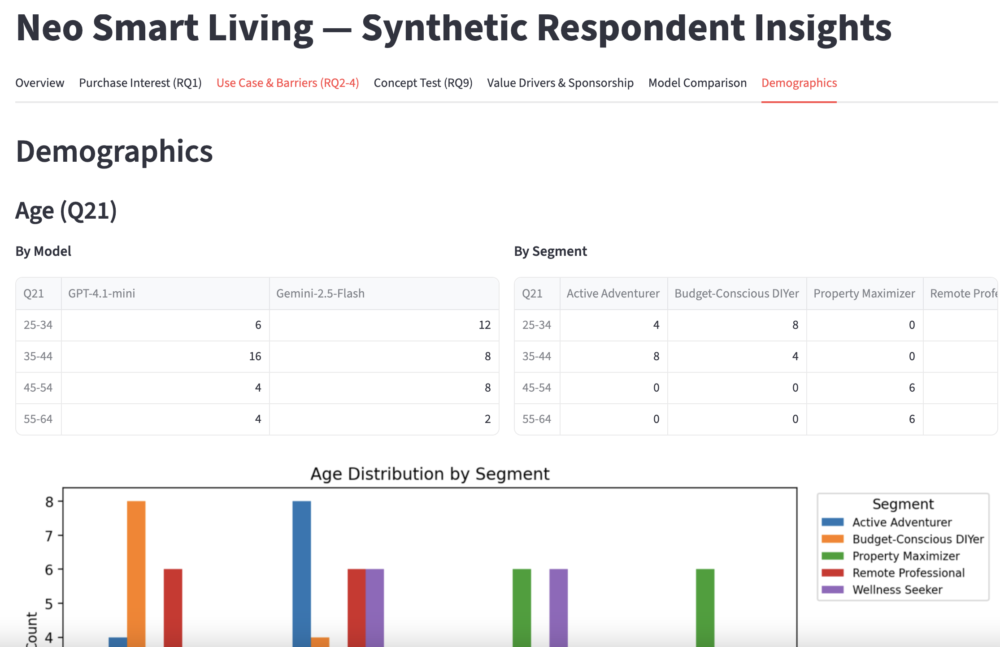 Neo Smart Living — Synthetic Respondent Insights
Overview Purchase Interest (RQ1) Use Case & Barriers (RQ2-4) Concept Test (RQ9) Value Drivers & Sponsorship Model Comparison Demographics
Demographics
Age (Q21)
By Model
Q21 GPT-4.1-mini Gemini-2.5-Flash
25-34 6 12
35-44 16 8
45-54 4 8
55-64 4 2
By Segment
Q21 Active Adventurer Budget-Conscious DIYer Property Maximizer Remote Profe
25-34 4 8 0
35-44 8 4 0
45-54 0 0 6
55-64 0 0 6
Age Distribution by Segment
8
7
6
5
4
Count
Segment
Active Adventurer
Budget-Conscious DIYer
Property Maximizer
Remote Professional
Wellness Seeker